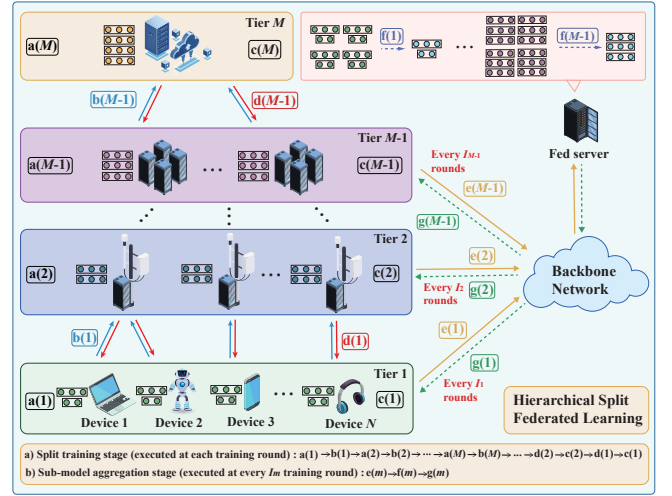 Tier M
a(M)
c(M)
f(1)
...
f(M-1)
b(M-1)
d(M-1)
Fed server
Tier M-1
a(M-1)
...
c(M-1)
Every I_{M-1}
rounds
e(M-1)
g(M-1)
Tier 2
a(2)
...
c(2)
e(2)
g(2)
Every I_2
rounds
Backbone
Network
b(1)
d(1)
e(1)
g(1)
Every I_1
rounds
Tier 1
a(1)
...
c(1)
Device 1
Device 2
Device 3
Device N
Hierarchical Split
Federated Learning
a) Split training stage (executed at each training round) : a(1)→b(1)→a(2)→b(2)→ ··· →a(M)→b(M)→ ··· →d(2)→c(2)→d(1)→c(1)
b) Sub-model aggregation stage (executed at every I_m training round) : e(m)→f(m)→g(m)